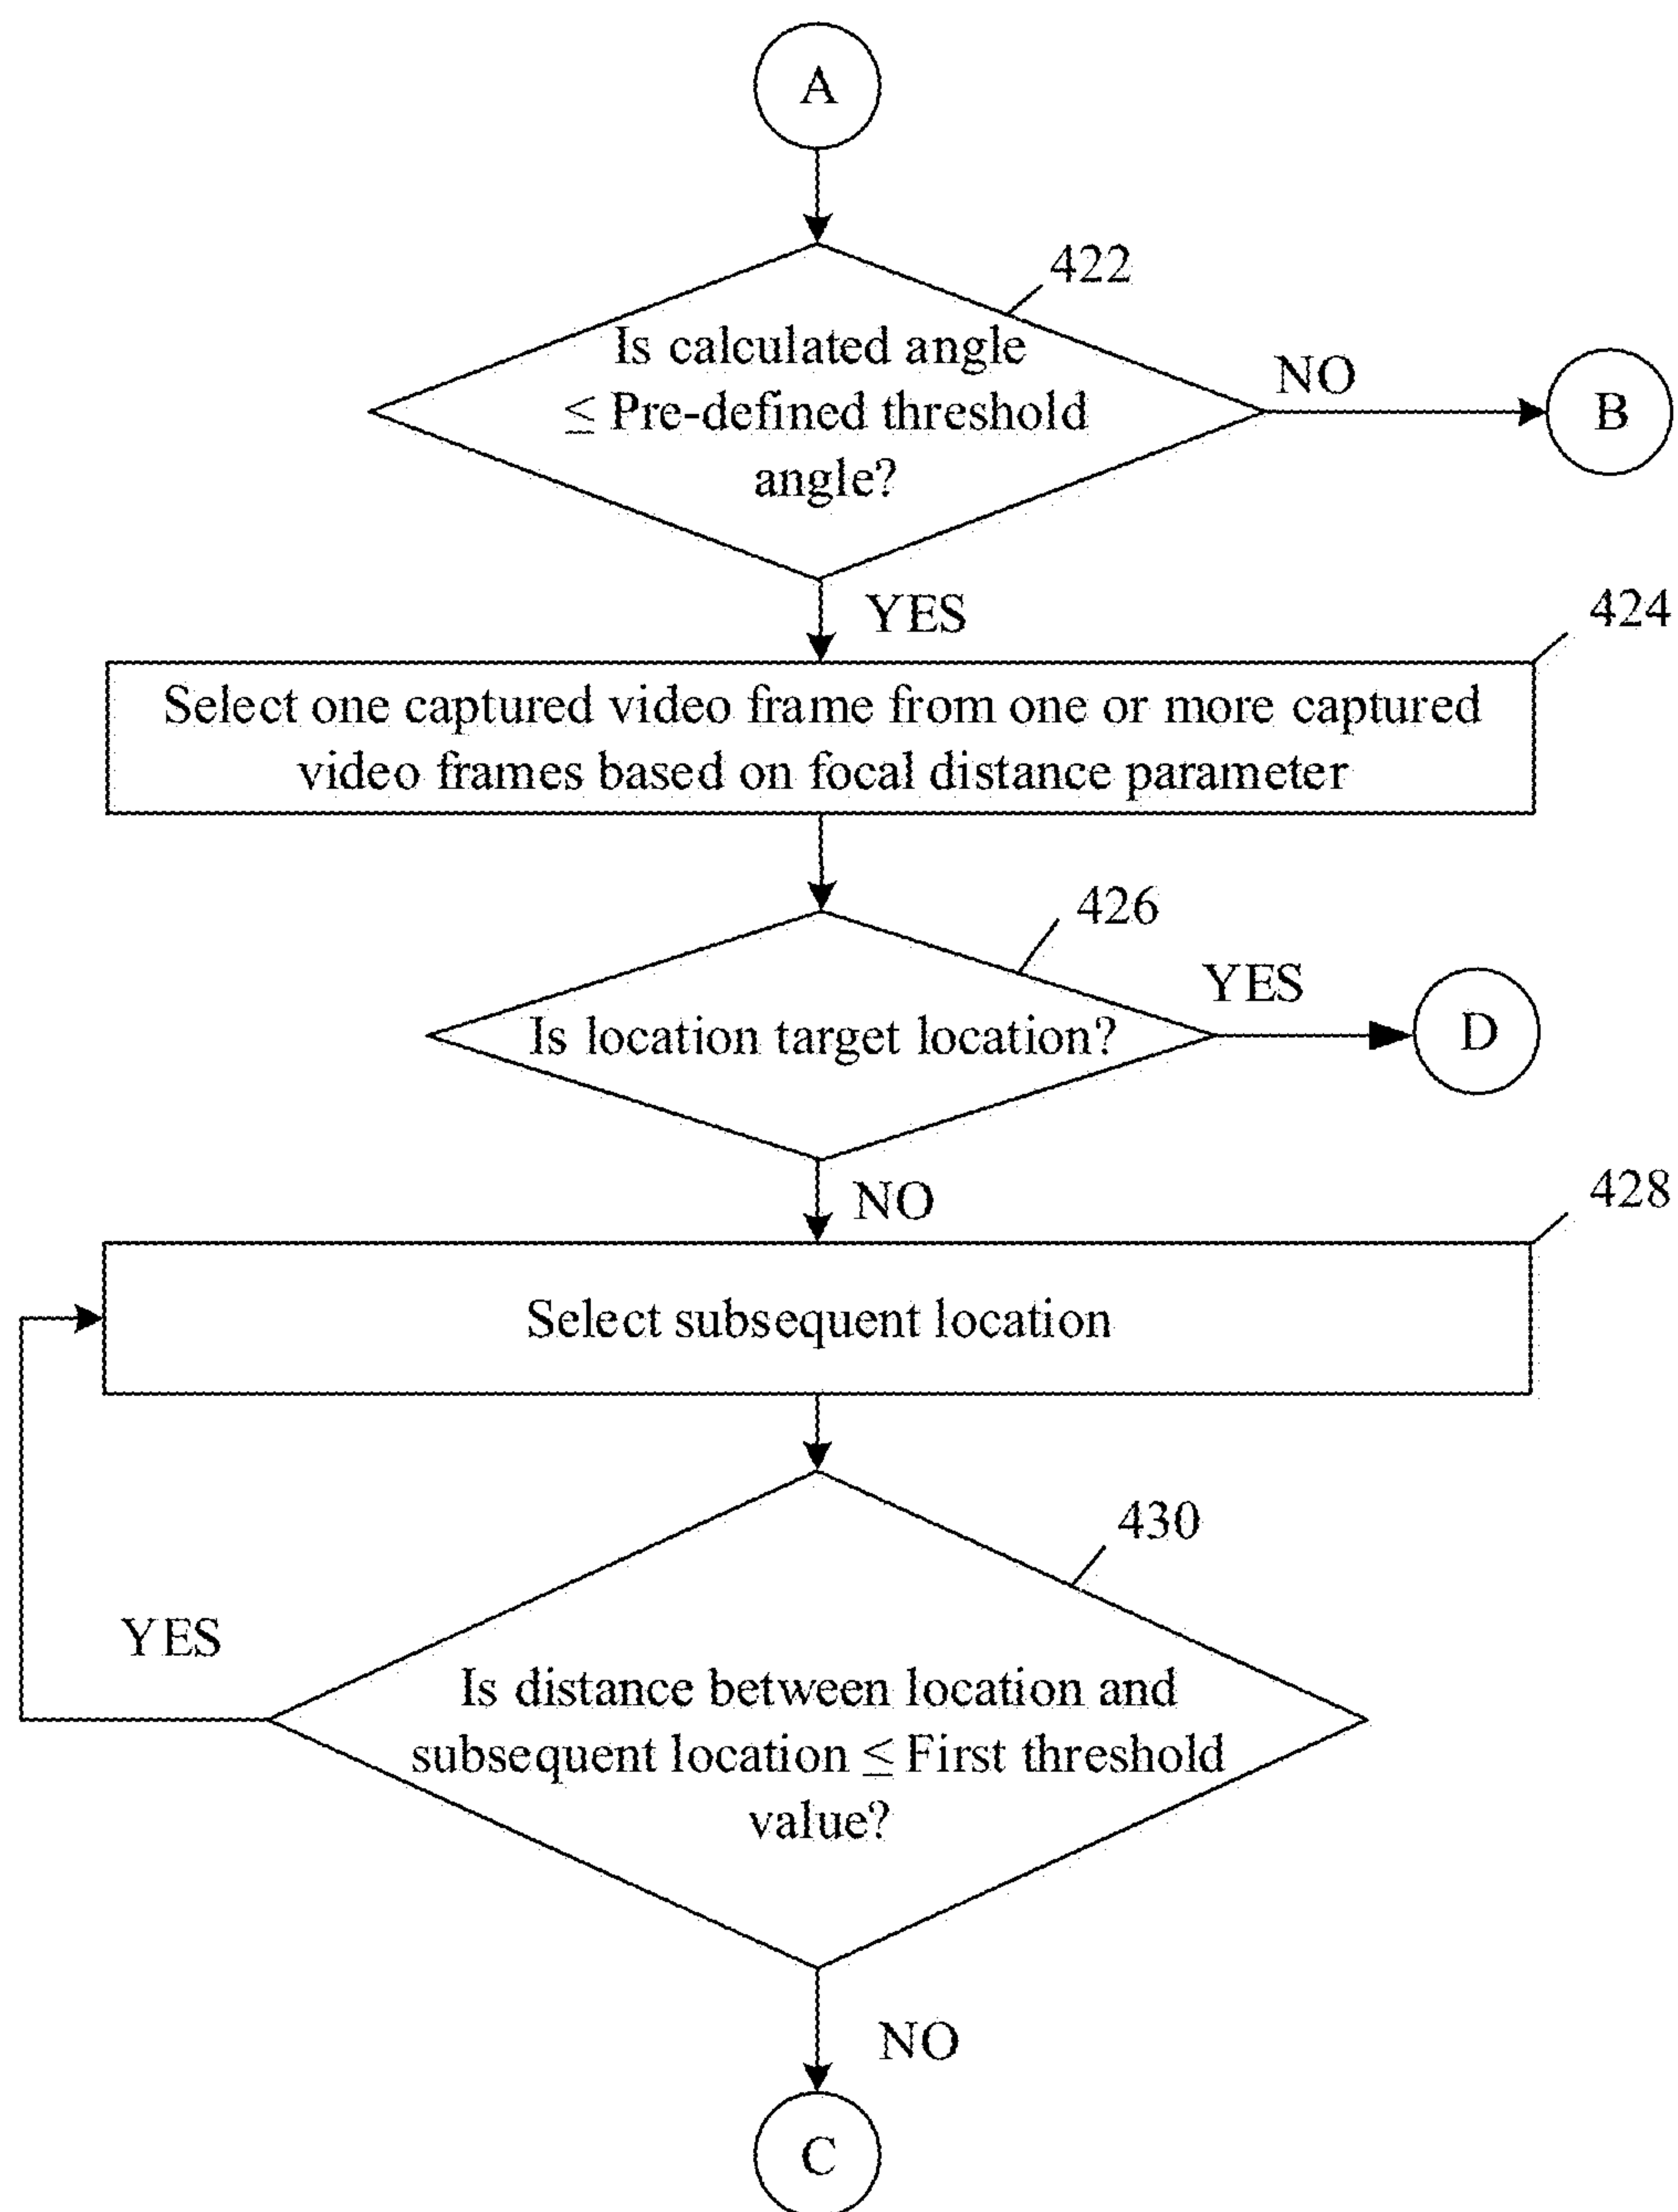 A
422
Is calculated angle
≤ Pre-defined threshold
angle?
NO
B
YES
424
Select one captured video frame from one or more captured
video frames based on focal distance parameter
426
YES
Is location target location?
D
NO
428
Select subsequent location
430
YES
Is distance between location and
subsequent location ≤ First threshold
value?
NO
C